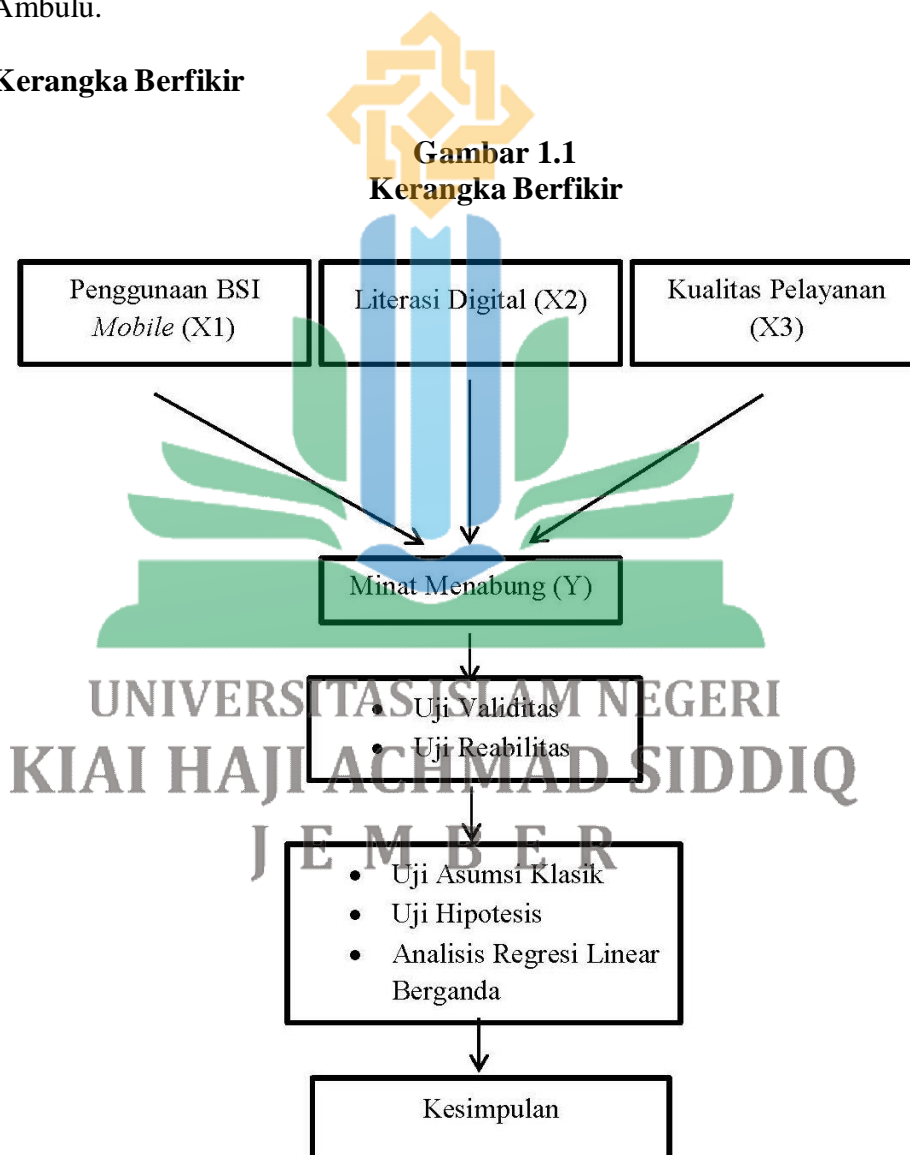 Ambulu.
Kerangka Berfikir
Gambar 1.1
Kerangka Berfikir
Penggunaan BSI
Mobile (X1)
Literasi Digital (X2)
Kualitas Pelayanan
(X3)
Minat Menabung (Y)
UNIVERSITAS ISLAM NEGERI
• Uji Validitas
• Uji Reabilitas
KIAI HAJI ACHMAD SIDDIQ
JEMBER
• Uji Asumsi Klasik
• Uji Hipotesis
• Analisis Regresi Linear
Berganda
Kesimpulan